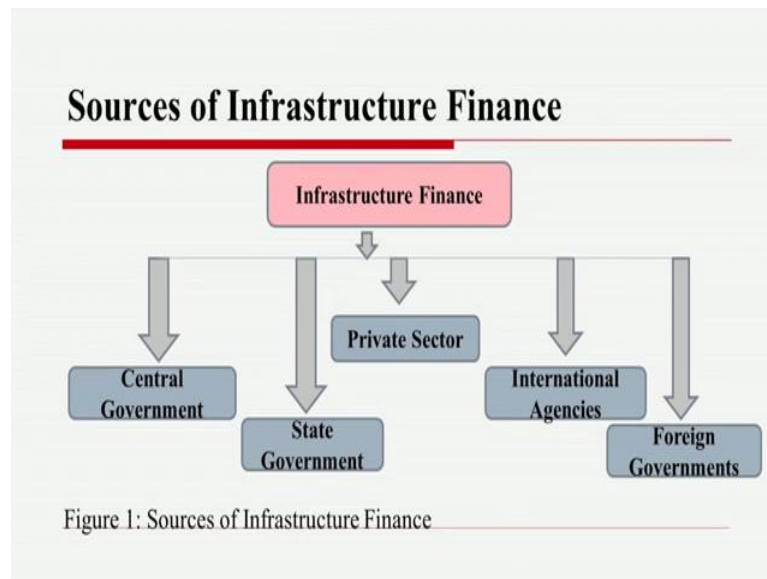 Sources of Infrastructure Finance
Infrastructure Finance
Private Sector
Central
Government
International
Agencies
State
Government
Foreign
Governments
Figure 1: Sources of Infrastructure Finance